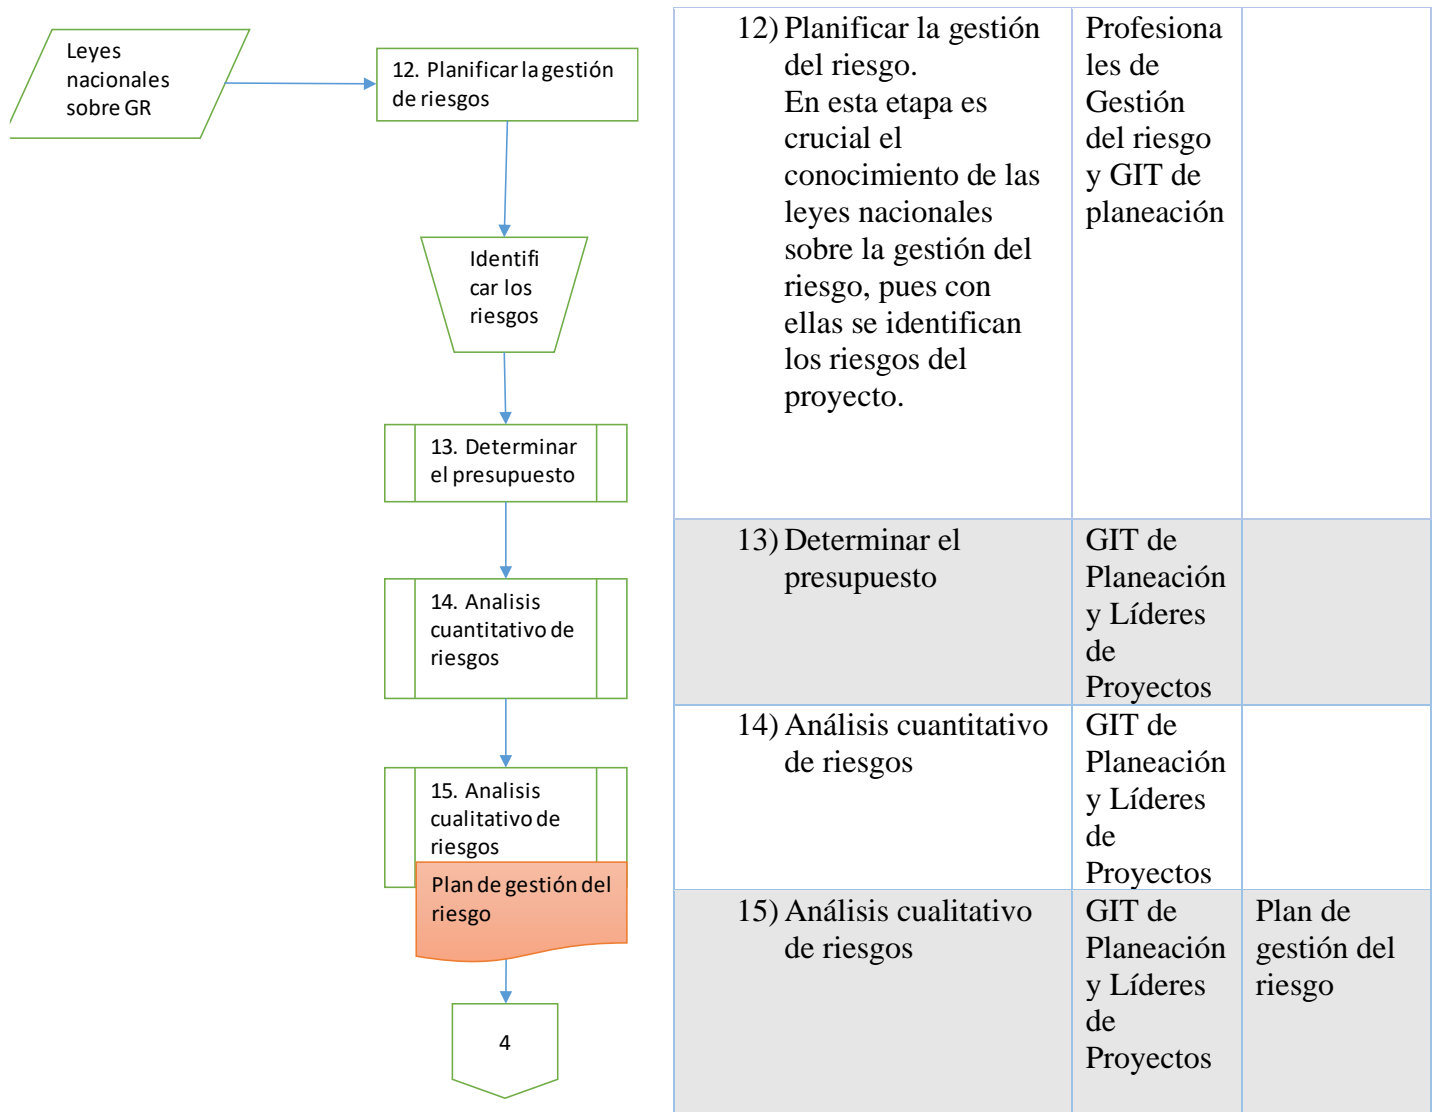 Leyes
nacionales
sobre GR
12. Planificar la gestión
de riesgos
Identifi
car los
riesgos
13. Determinar
el presupuesto
14. Analisis
cuantitativo de
riesgos
15. Analisis
cualitativo de
riesgos
Plan de gestión del
riesgo
4
12) Planificar la gestión
del riesgo.
En esta etapa es
crucial el
conocimiento de las
leyes nacionales
sobre la gestión del
riesgo, pues con
ellas se identifican
los riesgos del
proyecto.
Profesiona
les de
Gestión
del riesgo
y GIT de
planeación
13) Determinar el
presupuesto
GIT de
Planeación
y Líderes
de
Proyectos
14) Análisis cuantitativo
de riesgos
GIT de
Planeación
y Líderes
de
Proyectos
15) Análisis cualitativo
de riesgos
GIT de
Planeación
y Líderes
de
Proyectos
Plan de
gestión del
riesgo